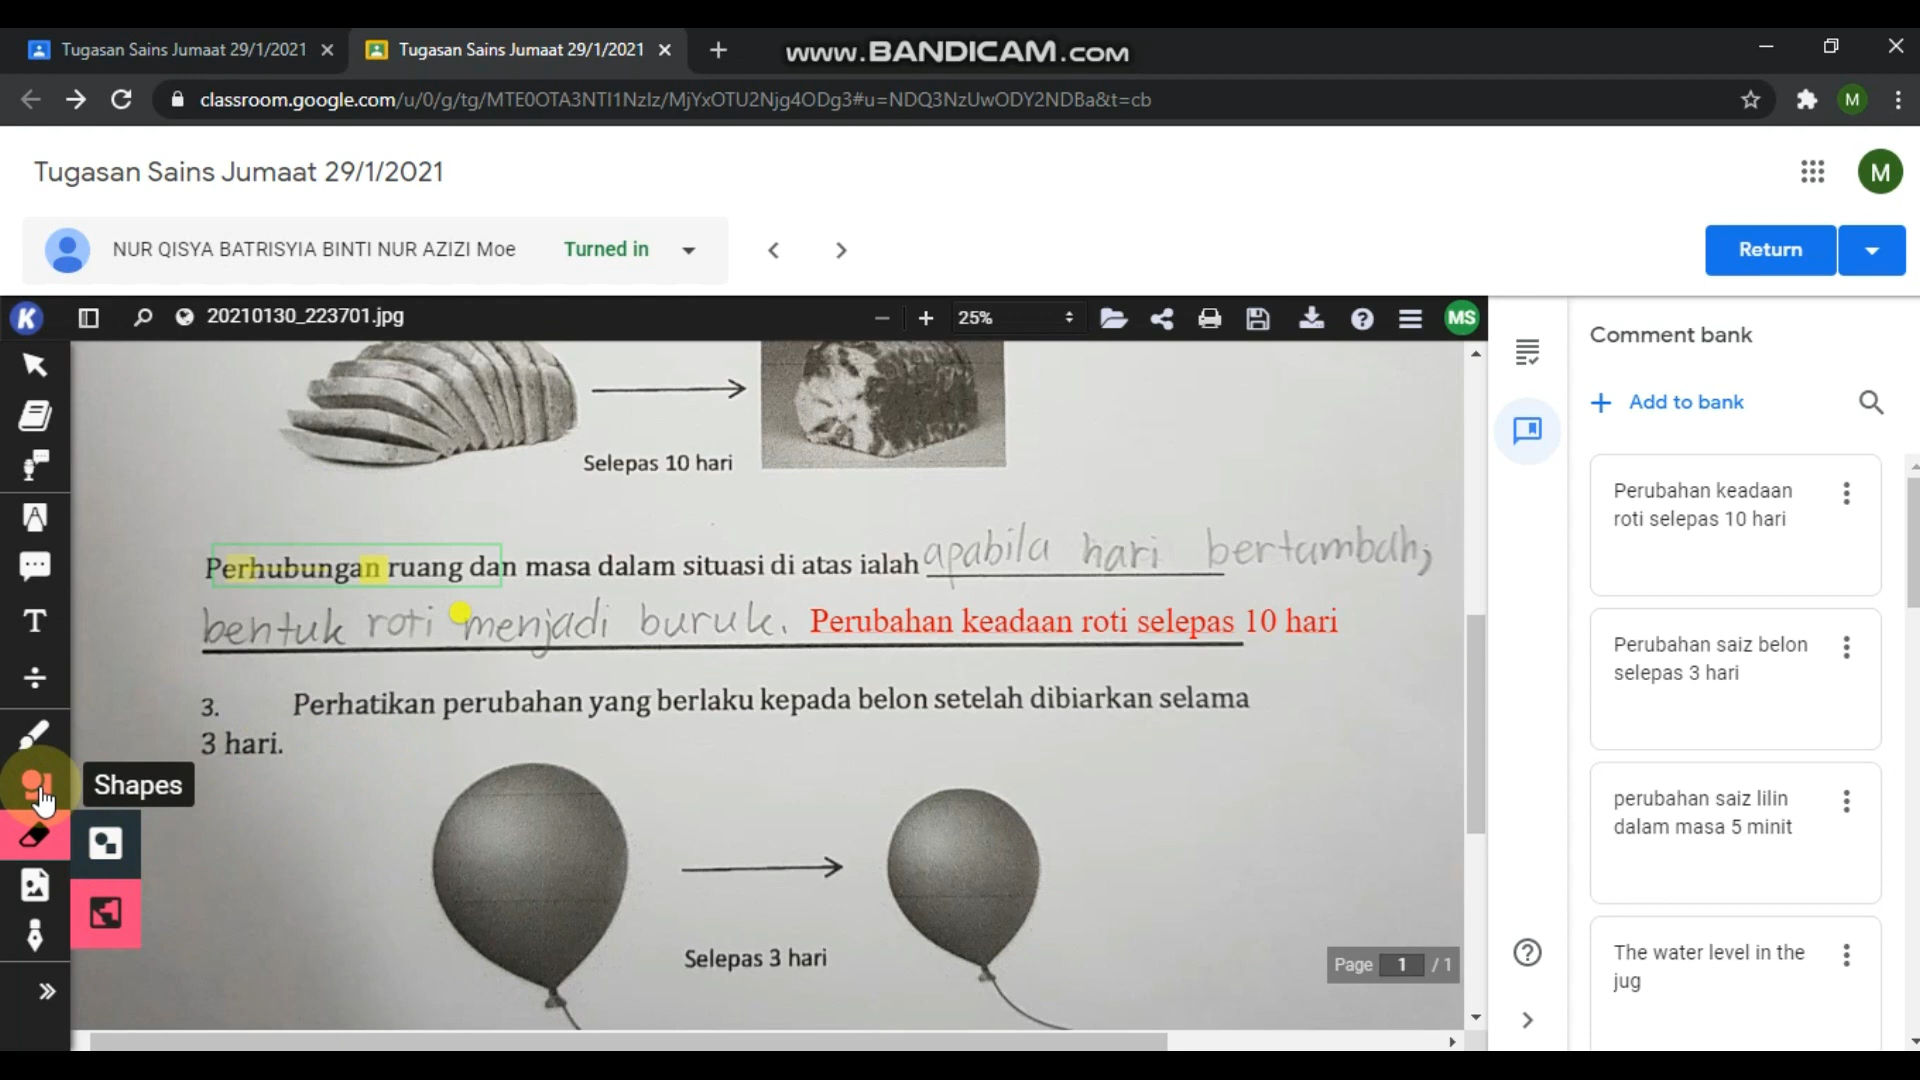 Tugasan Sains Jumaat 29/1/2021
Tugasan Sains Jumaat 29/1/2021
www.BANDICAM.com
classroom.google.com/u/0/g/tg/MTE0OTA3NTI1NzIz/MjYxOTU2Njg4ODg3#u=NDQ3NzUwODY2NDBa&t=cb
M
Tugasan Sains Jumaat 29/1/2021
M
NUR QISYA BATRISYIA BINTI NUR AZIZI Moe
Turned in
Return
K
20210130_223701.jpg
25%
MS
Selepas 10 hari
Perhubungan ruang dan masa dalam situasi di atas ialah apabila hari bertambah,
bentuk roti menjadi buruk. Perubahan keadaan roti selepas 10 hari
3. Perhatikan perubahan yang berlaku kepada belon setelah dibiarkan selama
3 hari.
Selepas 3 hari
Page 1 / 1
T
Shapes
Comment bank
Add to bank
Perubahan keadaan
roti selepas 10 hari
Perubahan saiz belon
selepas 3 hari
perubahan saiz lilin
dalam masa 5 minit
The water level in the
jug